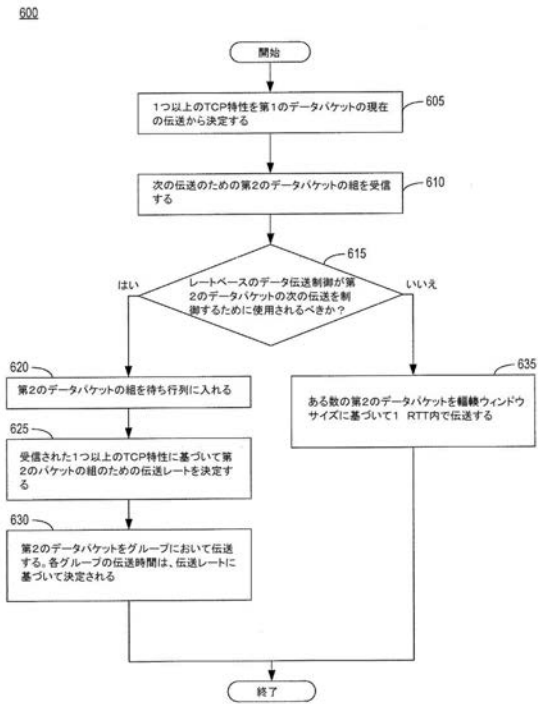 600
開始
1つ以上のTCP特性を第1のデータパケットの現在
の伝送から決定する
605
次の伝送のための第2のデータパケットの組を受信
する
610
615
はい
レートベースのデータ伝送制御が第
2のデータパケットの次の伝送を制
御するために使用されるべきか?
いいえ
620
第2のデータパケットの組を待ち行列に入れる
635
ある数の第2のデータパケットを輻輳ウィンドウ
サイズに基づいて1 RTT内で伝送する
625
受信された1つ以上のTCP特性に基づいて第
2のパケットの組のための伝送レートを決定す
る
630
第2のデータパケットをグループにおいて伝送
する。各グループの伝送時間は、伝送レートに
基づいて決定される
終了